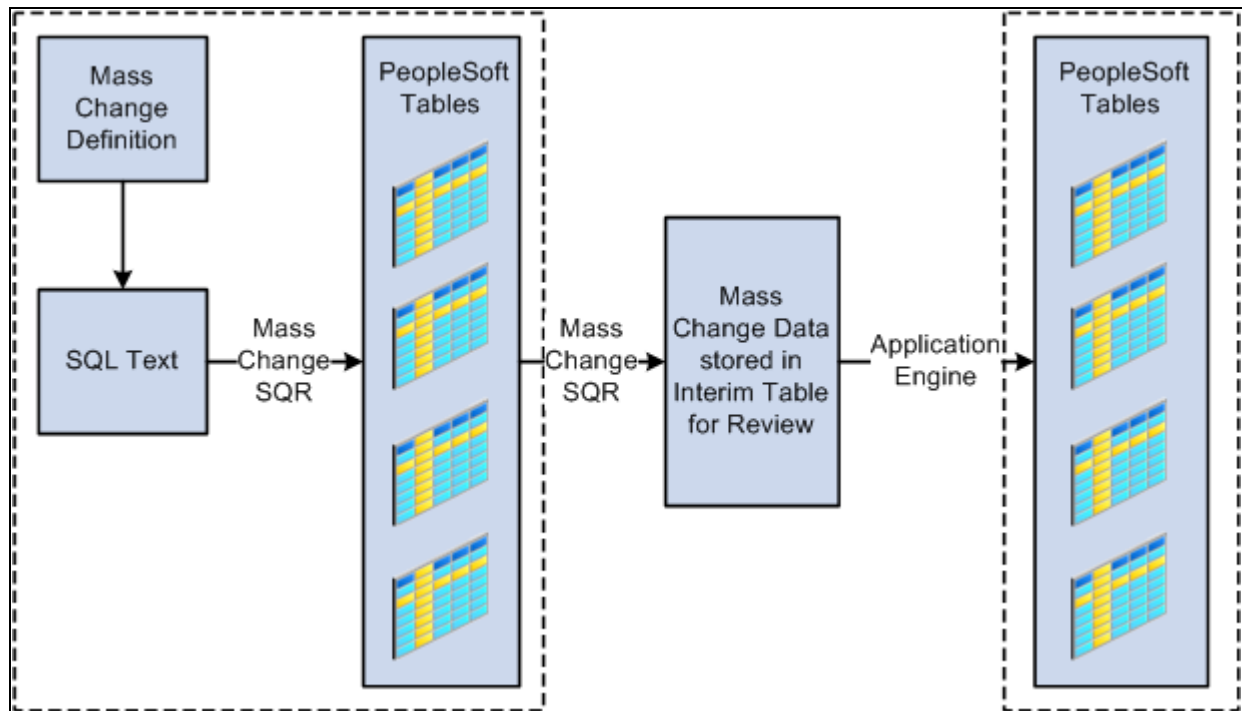 Mass
Change
Definition
SQL Text
Mass
Change
SQR
PeopleSoft
Tables
Mass
Change
SQR
Mass
Change Data
stored in
Interim Table
for Review
Application
Engine
PeopleSoft
Tables